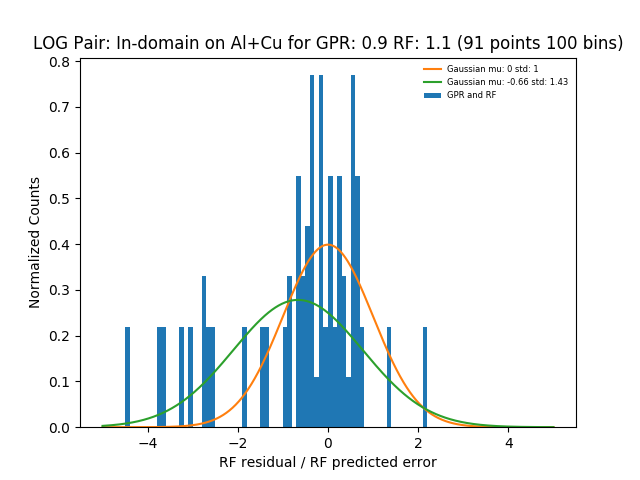 LOG Pair: In-domain on Al+Cu for GPR: 0.9 RF: 1.1 (91 points 100 bins)
Gaussian mu: 0 std: 1
Gaussian mu: -0.66 std: 1.43
GPR and RF
Normalized Counts
0.8
0.7
0.6
0.5
0.4
0.3
0.2
0.1
0.0
−4 −2 0 2 4
RF residual / RF predicted error